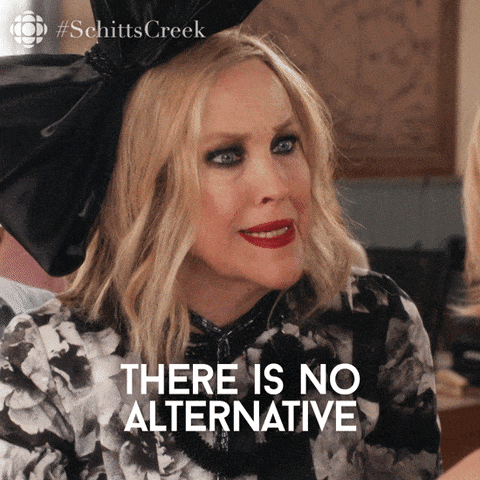 #SchittsCreek
THERE IS NO
ALTERNATIVE